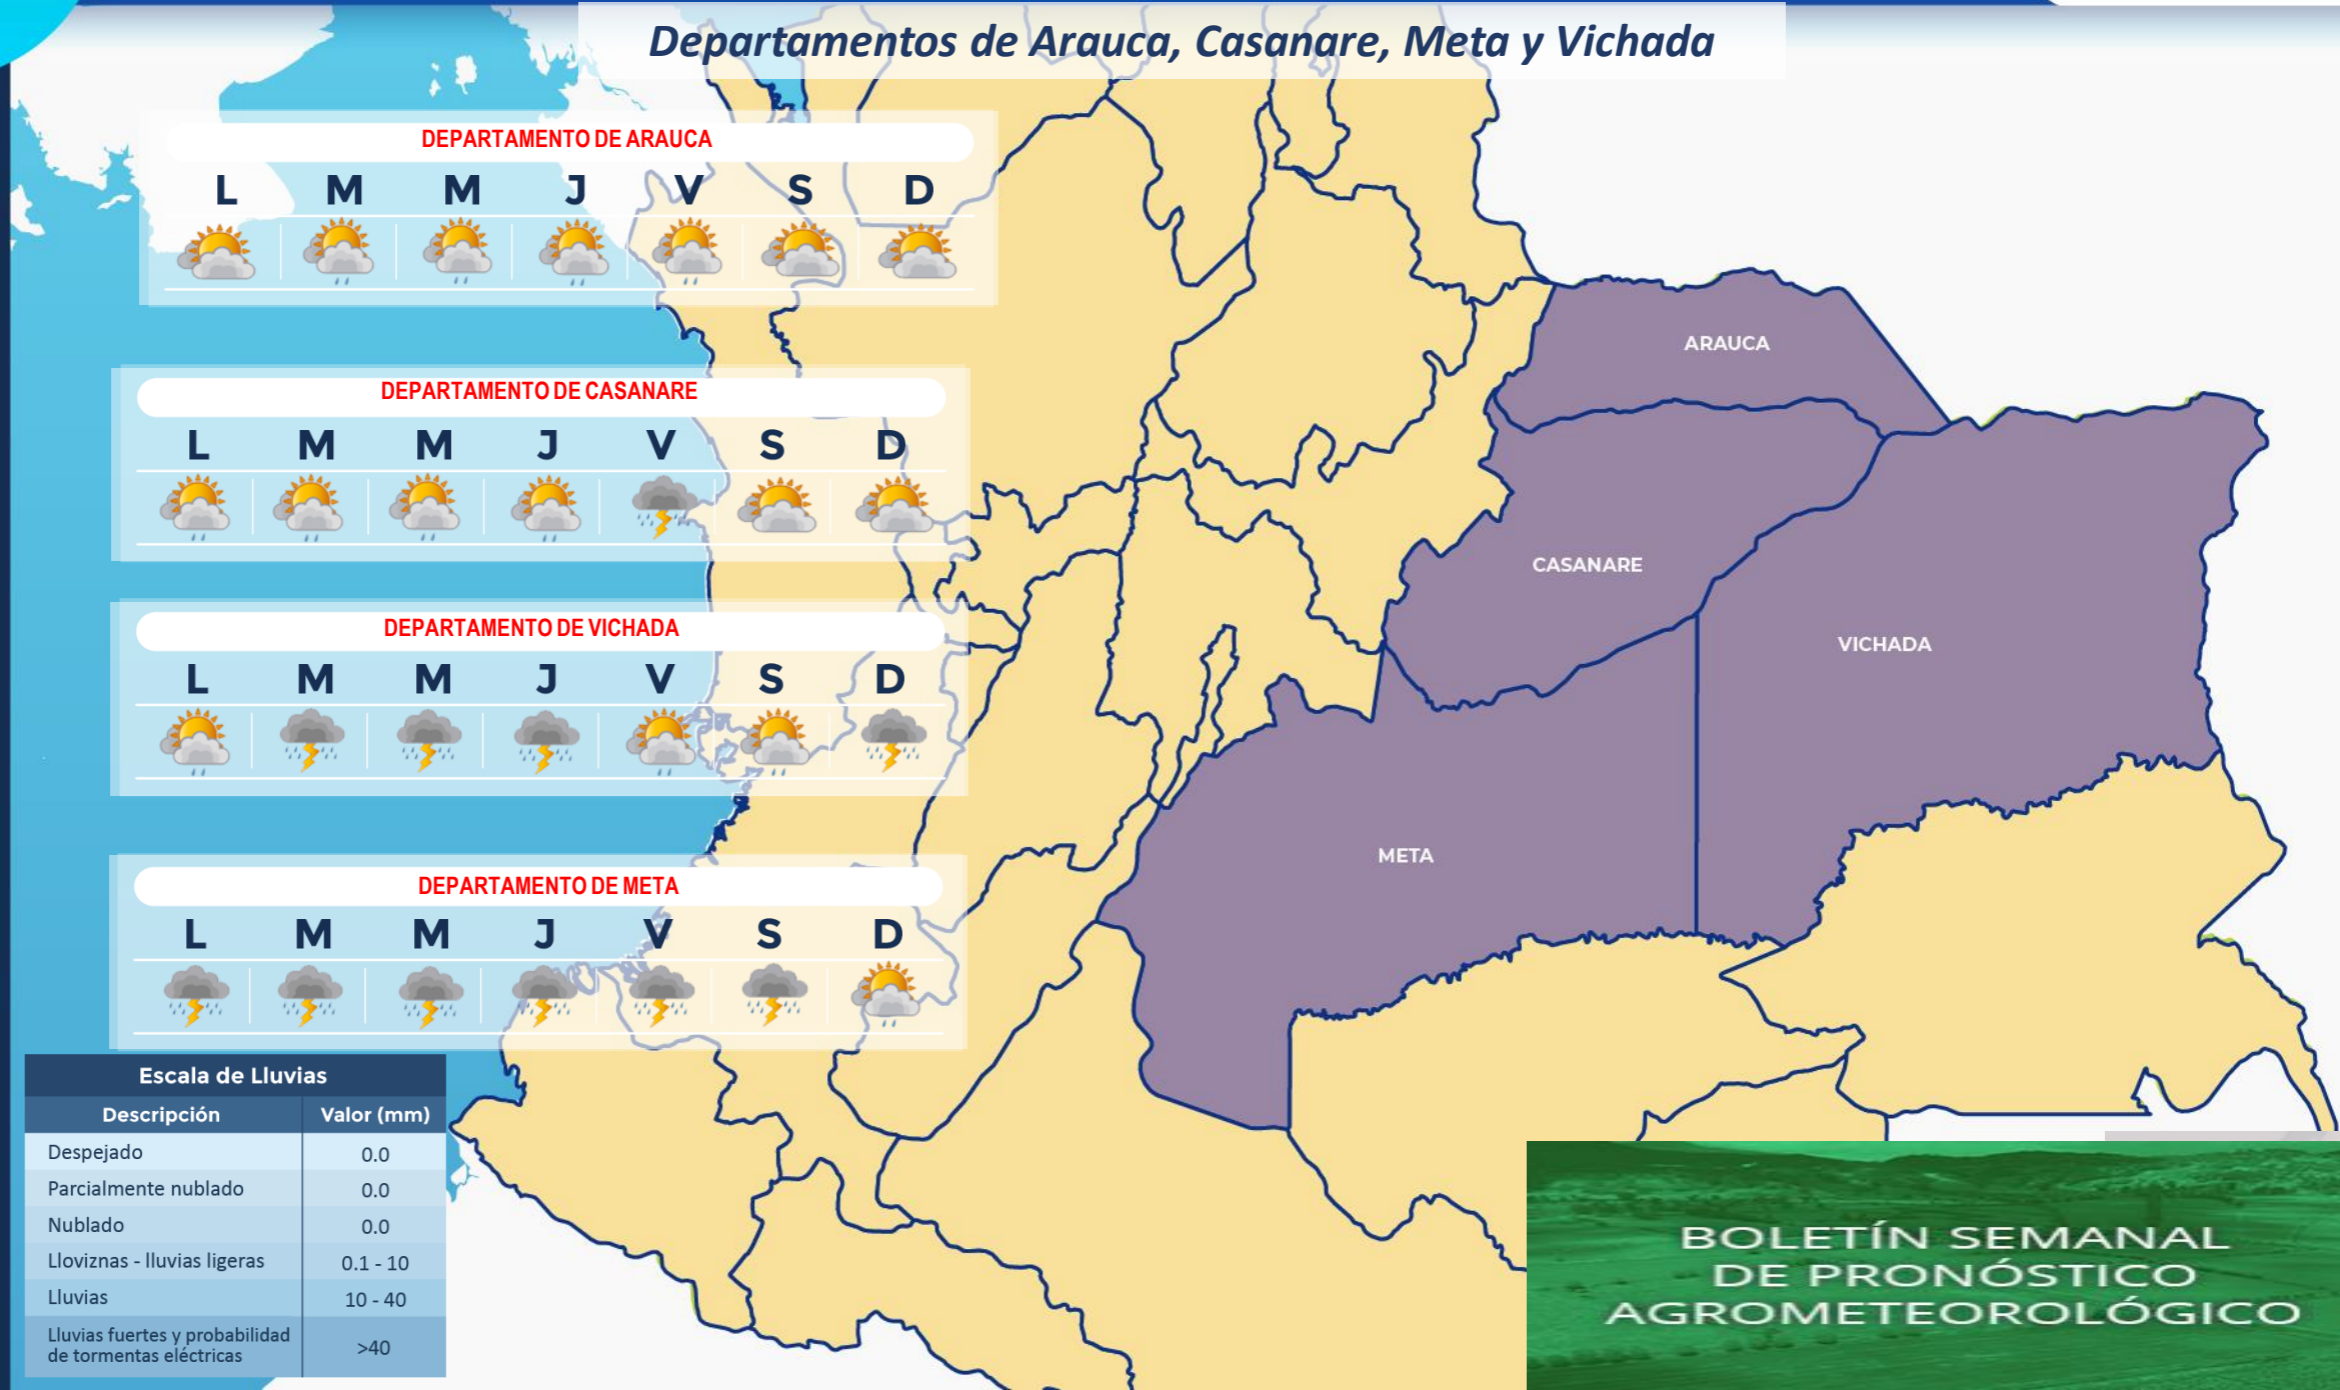 Departamentos de Arauca, Casanare, Meta y Vichada
DEPARTAMENTO DE ARAUCA
L M M J V S D
DEPARTAMENTO DE CASANARE
L M M J V S D
DEPARTAMENTO DE VICHADA
L M M J V S D
DEPARTAMENTO DE META
L M M J V S D
ARAUCA
CASANARE
VICHADA
META
Escala de Lluvias
Descripción Valor (mm)
Despejado 0.0
Parcialmente nublado 0.0
Nublado 0.0
Lloviznas - lluvias ligeras 0.1 - 10
Lluvias 10 - 40
Lluvias fuertes y probabilidad
de tormentas eléctricas >40
BOLETÍN SEMANAL
DE PRONÓSTICO
AGROMETEOROLÓGICO